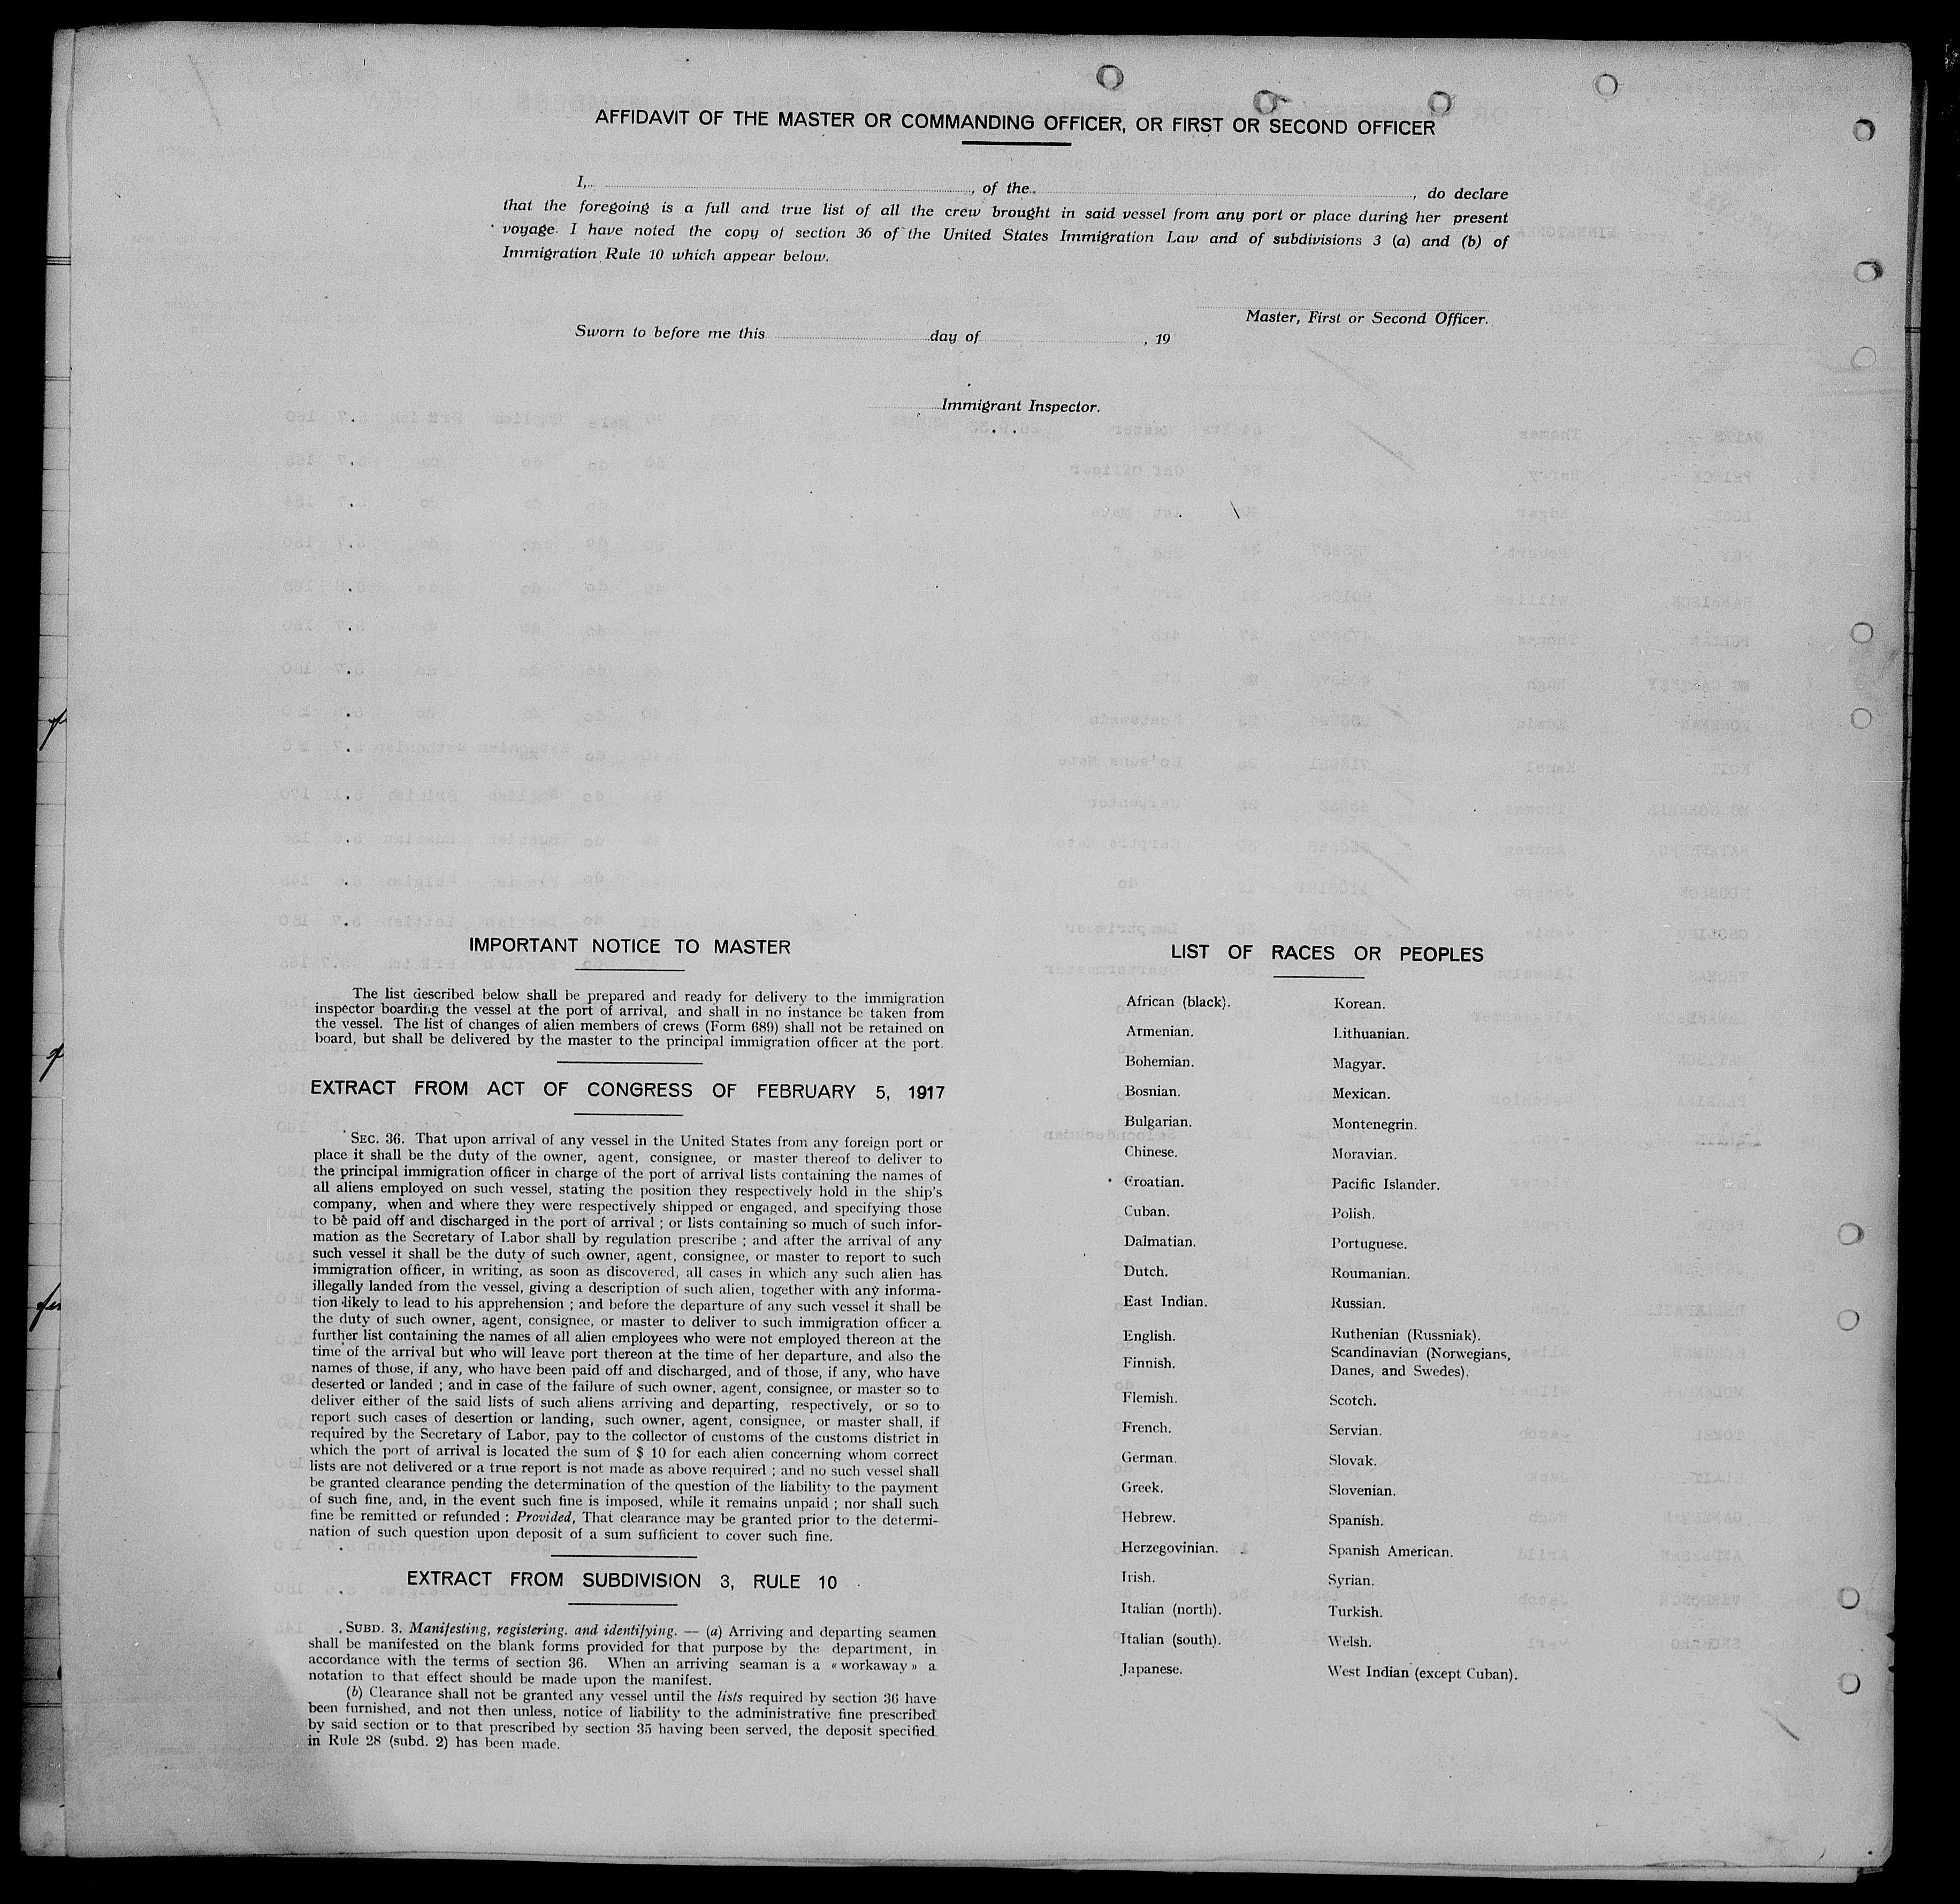 AFFIDAVIT OF THE MASTER OR COMMANDING OFFICER, OR FIRST OR SECOND OFFICER
I, , of the , do declare
that the foregoing is a full and true list of all the crew brought in said vessel from any port or place during her present
voyage. I have noted the copy of section 36 of the United States Immigration Law and of subdivisions 3 (a) and (b) of
Immigration Rule 10 which appear below.
Master, First or Second Officer.
Sworn to before me this day of , 19
Immigrant Inspector.
IMPORTANT NOTICE TO MASTER
The list described below shall be prepared and ready for delivery to the immigration
inspector boarding the vessel at the port of arrival, and shall in no instance be taken from
the vessel. The list of changes of alien members of crews (Form 689) shall not be retained on
board, but shall be delivered by the master to the principal immigration officer at the port.
EXTRACT FROM ACT OF CONGRESS OF FEBRUARY 5, 1917
SEC. 36. That upon arrival of any vessel in the United States from any foreign port or
place it shall be the duty of the owner, agent, consignee, or master thereof to deliver to
the principal immigration officer in charge of the port of arrival lists containing the names of
all aliens employed on such vessel, stating the position they respectively hold in the ship's
company, when and where they were respectively shipped or engaged, and specifying those
to be paid off and discharged in the port of arrival ; or lists containing so much of such infor-
mation as the Secretary of Labor shall by regulation prescribe ; and after the arrival of any
such vessel it shall be the duty of such owner, agent, consignee, or master to report to such
immigration officer, in writing, as soon as discovered, all cases in which any such alien has
illegally landed from the vessel, giving a description of such alien, together with any informa-
tion likely to lead to his apprehension ; and before the departure of any such vessel it shall be
the duty of such owner, agent, consignee, or master to deliver to such immigration officer a
further list containing the names of all alien employees who were not employed thereon at the
time of the arrival but who will leave port thereon at the time of her departure, and also the
names of those, if any, who have been paid off and discharged, and of those, if any, who have
deserted or landed ; and in case of the failure of such owner, agent, consignee, or master so to
deliver either of the said lists of such aliens arriving and departing, respectively, or so to
report such cases of desertion or landing, such owner, agent, consignee, or master shall, if
required by the Secretary of Labor, pay to the collector of customs of the customs district in
which the port of arrival is located the sum of $ 10 for each alien concerning whom correct
lists are not delivered or a true report is not made as above required ; and no such vessel shall
be granted clearance pending the determination of the question of the liability to the payment
of such fine, and, in the event such fine is imposed, while it remains unpaid ; nor shall such
fine be remitted or refunded : Provided, That clearance may be granted prior to the determi-
nation of such question upon deposit of a sum sufficient to cover such fine.
EXTRACT FROM SUBDIVISION 3, RULE 10
SUBD. 3. Manifesting, registering, and identifying. — (a) Arriving and departing seamen
shall be manifested on the blank forms provided for that purpose by the department, in
accordance with the terms of section 36. When an arriving seaman is a « workaway » a
notation to that effect should be made upon the manifest.
(b) Clearance shall not be granted any vessel until the lists required by section 36 have
been furnished, and not then unless, notice of liability to the administrative fine prescribed
by said section or to that prescribed by section 35 having been served, the deposit specified
in Rule 28 (subd. 2) has been made.
LIST OF RACES OR PEOPLES
African (black).
Armenian.
Bohemian.
Bosnian.
Bulgarian.
Chinese.
Croatian.
Cuban.
Dalmatian.
Dutch.
East Indian.
English.
Finnish.
Flemish.
French.
German.
Greek.
Hebrew.
Herzegovinian.
Irish.
Italian (north).
Italian (south).
Japanese.
Korean.
Lithuanian.
Magyar.
Mexican.
Montenegrin.
Moravian.
Pacific Islander.
Polish.
Portuguese.
Roumanian.
Russian.
Ruthenian (Russniak).
Scandinavian (Norwegians,
Danes, and Swedes).
Scotch.
Servian.
Slovak.
Slovenian.
Spanish.
Spanish American.
Syrian.
Turkish.
Welsh.
West Indian (except Cuban).